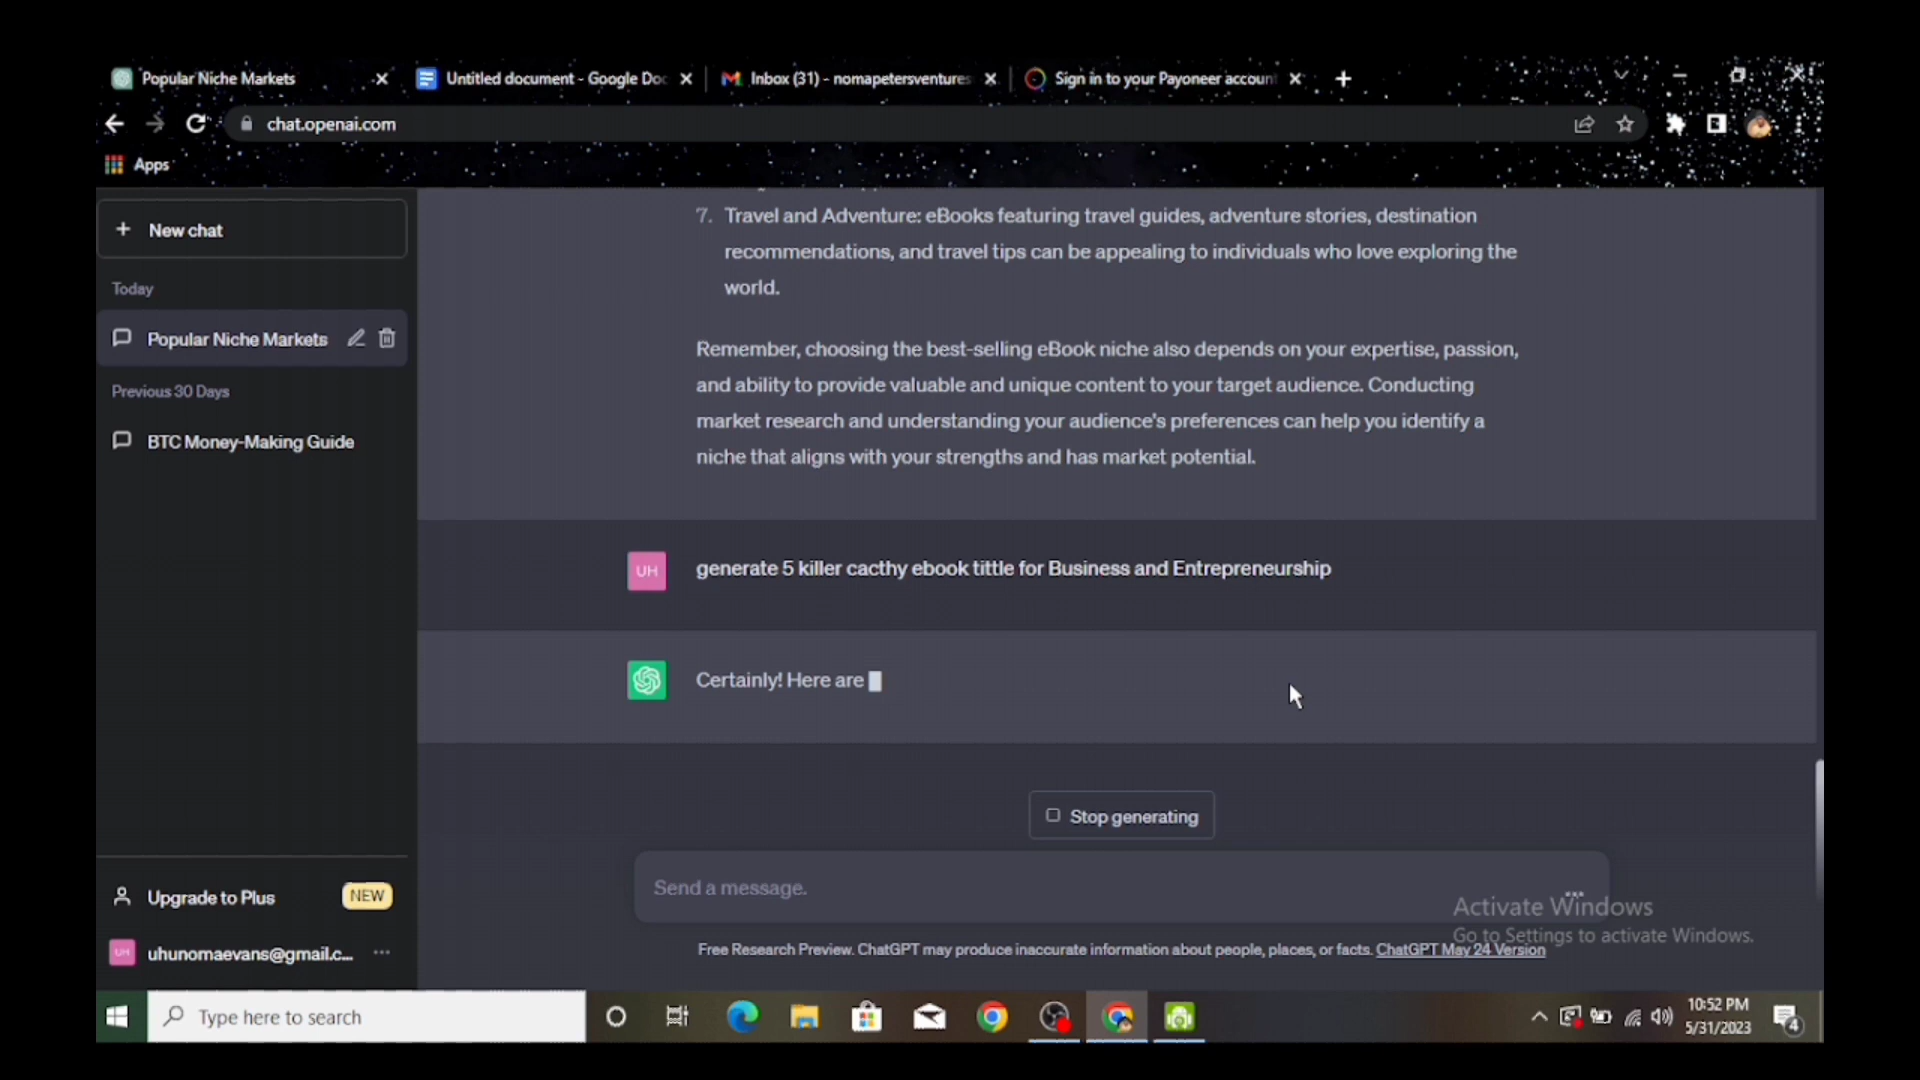 Popular Niche Markets
Untitled document - Google Doc
Inbox (31) - nomapetersventures
Sign in to your Payoneer account
chat.openai.com
Apps
New chat
Today
Popular Niche Markets
Previous 30 Days
BTC Money-Making Guide
7. Travel and Adventure: eBooks featuring travel guides, adventure stories, destination
recommendations, and travel tips can be appealing to individuals who love exploring the
world.
Remember, choosing the best-selling eBook niche also depends on your expertise, passion,
and ability to provide valuable and unique content to your target audience. Conducting
market research and understanding your audience's preferences can help you identify a
niche that aligns with your strengths and has market potential.
UH
generate 5 killer cacthy ebook tittle for Business and Entrepreneurship
Certainly! Here are
Stop generating
Send a message.
Upgrade to Plus
NEW
UH
uhunomaevans@gmail.c...
Activate Windows
Go to Settings to activate Windows.
Free Research Preview. ChatGPT may produce inaccurate information about people, places, or facts. ChatGPT May 24 Version
Type here to search
10:52 PM
5/31/2023
4